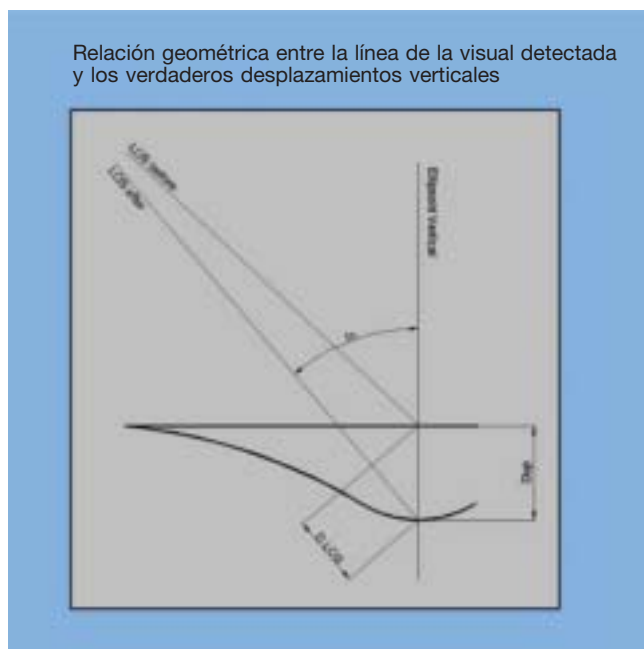 Relación geométrica entre la línea de la visual detectada
y los verdaderos desplazamientos verticales
LOS before
LOS after
Ellipsoid Vertical
D LOS